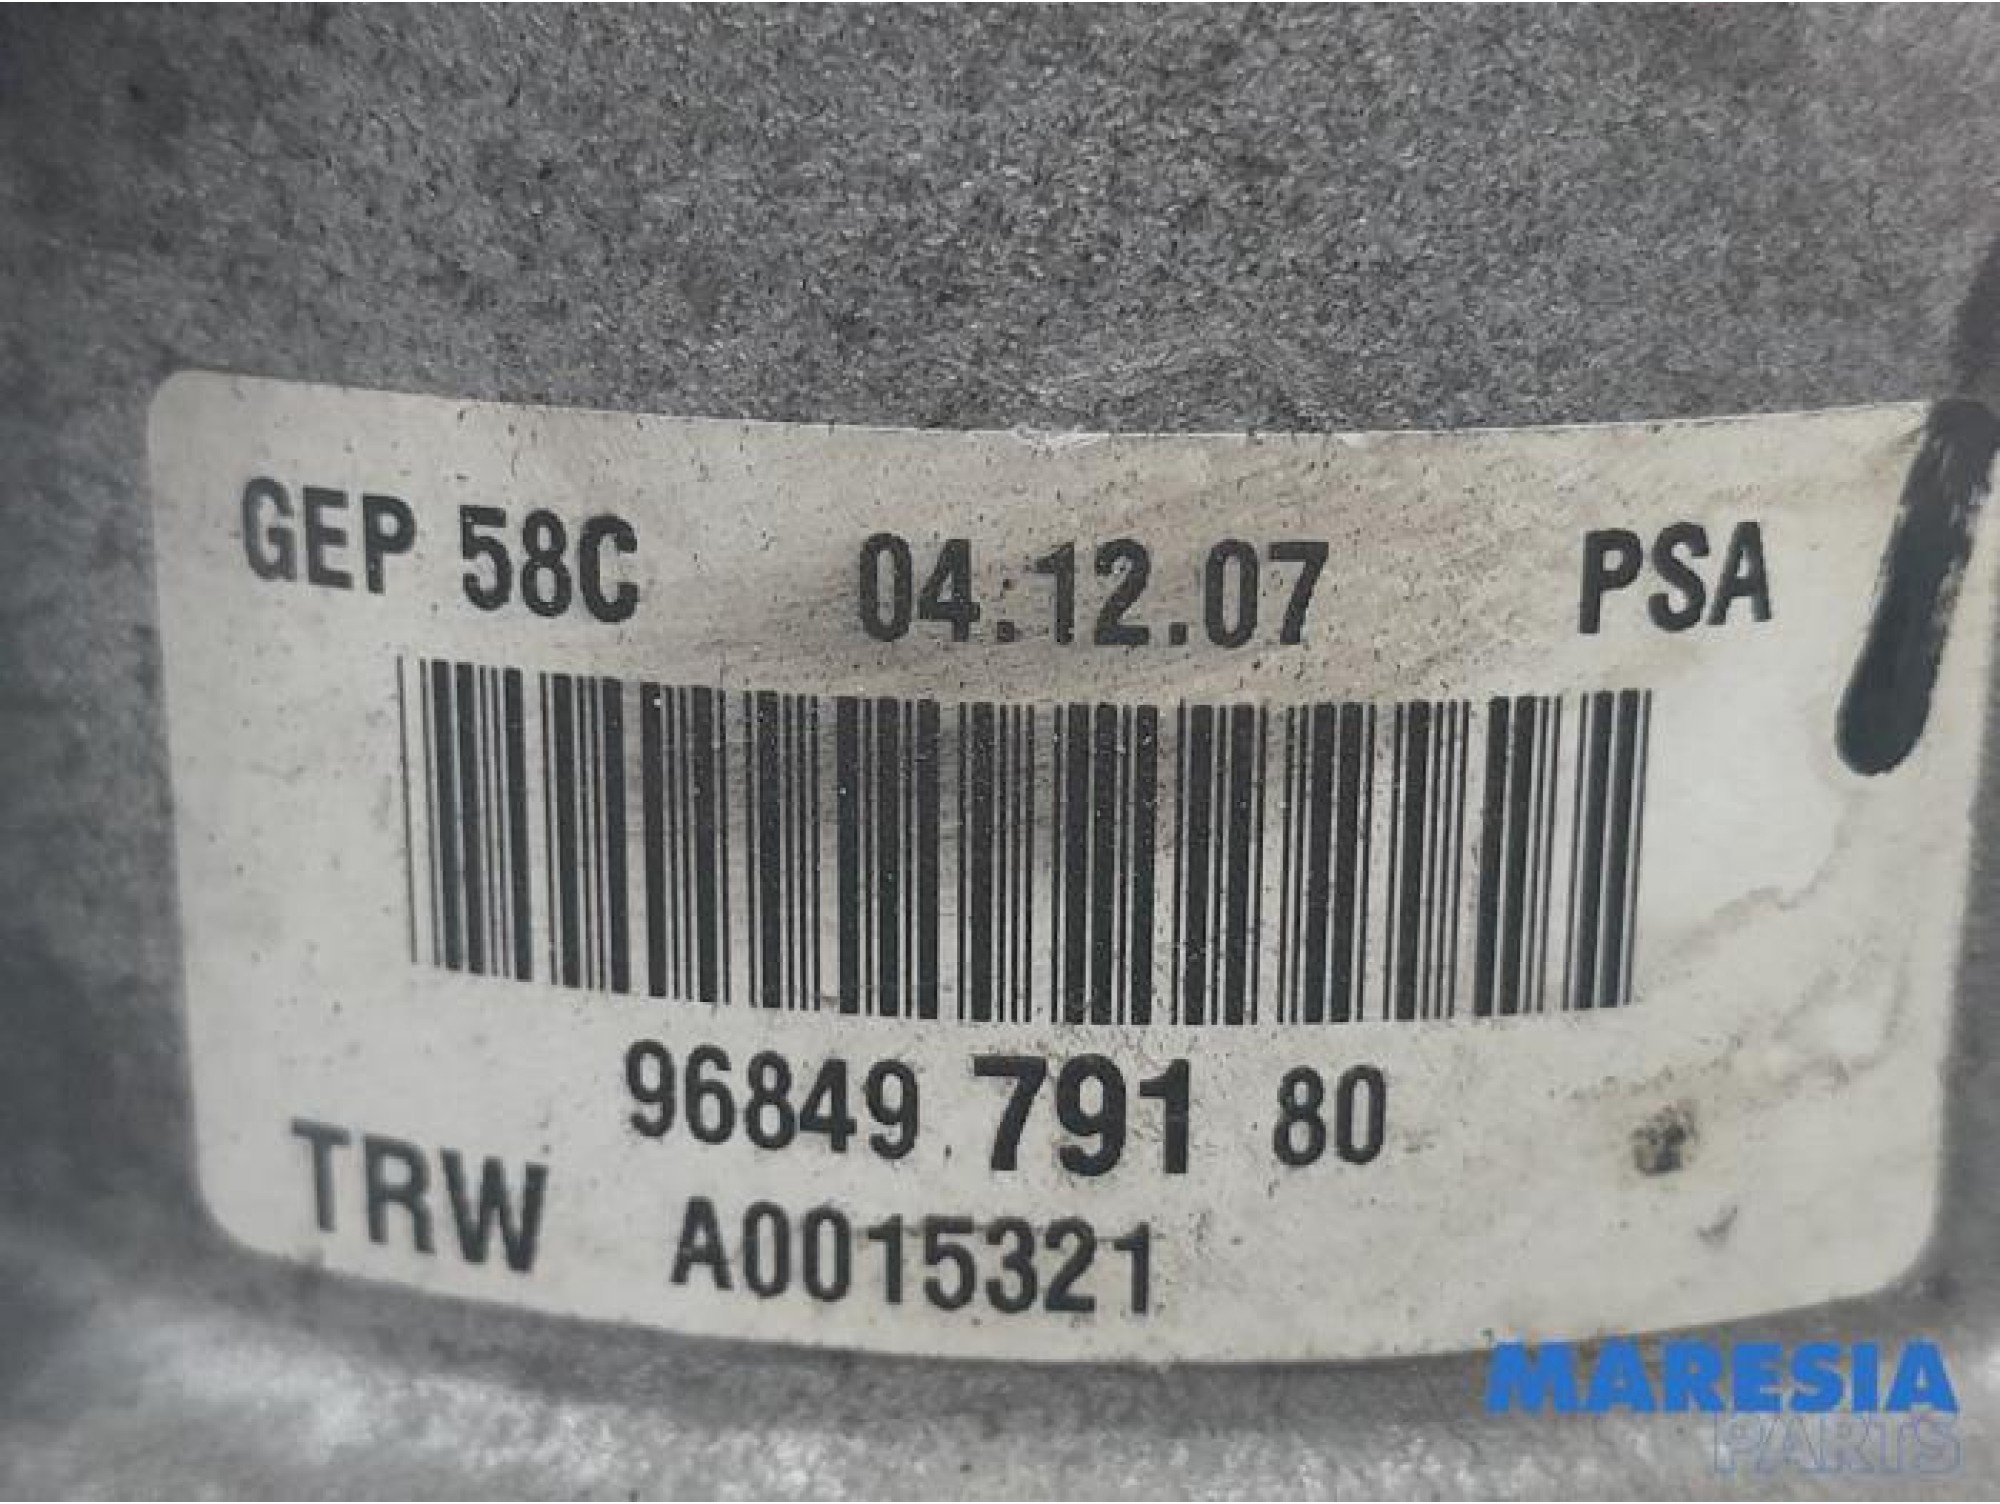 GEP 58C 04.12.07 PSA
96849 791 80
TRW A0015321
MARESIA
PARTS